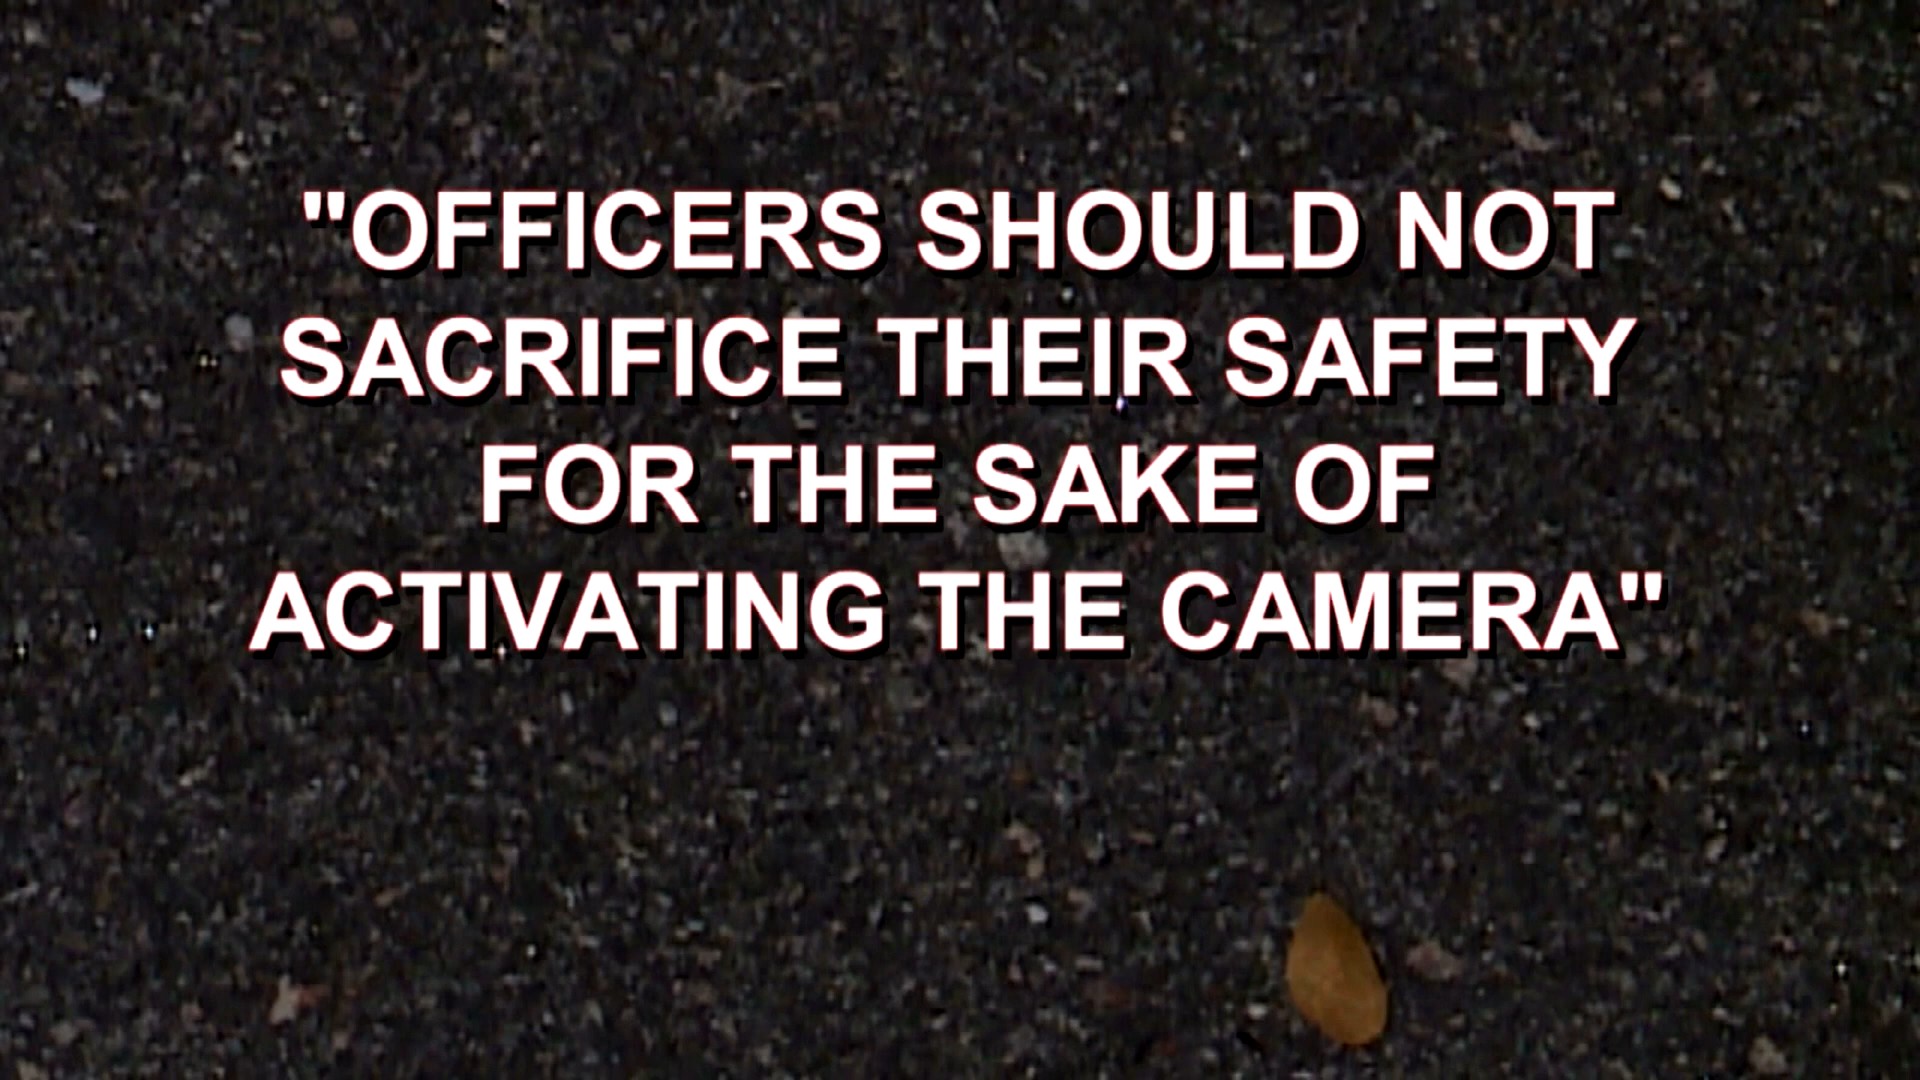 "OFFICERS SHOULD NOT
SACRIFICE THEIR SAFETY
FOR THE SAKE OF
ACTIVATING THE CAMERA"